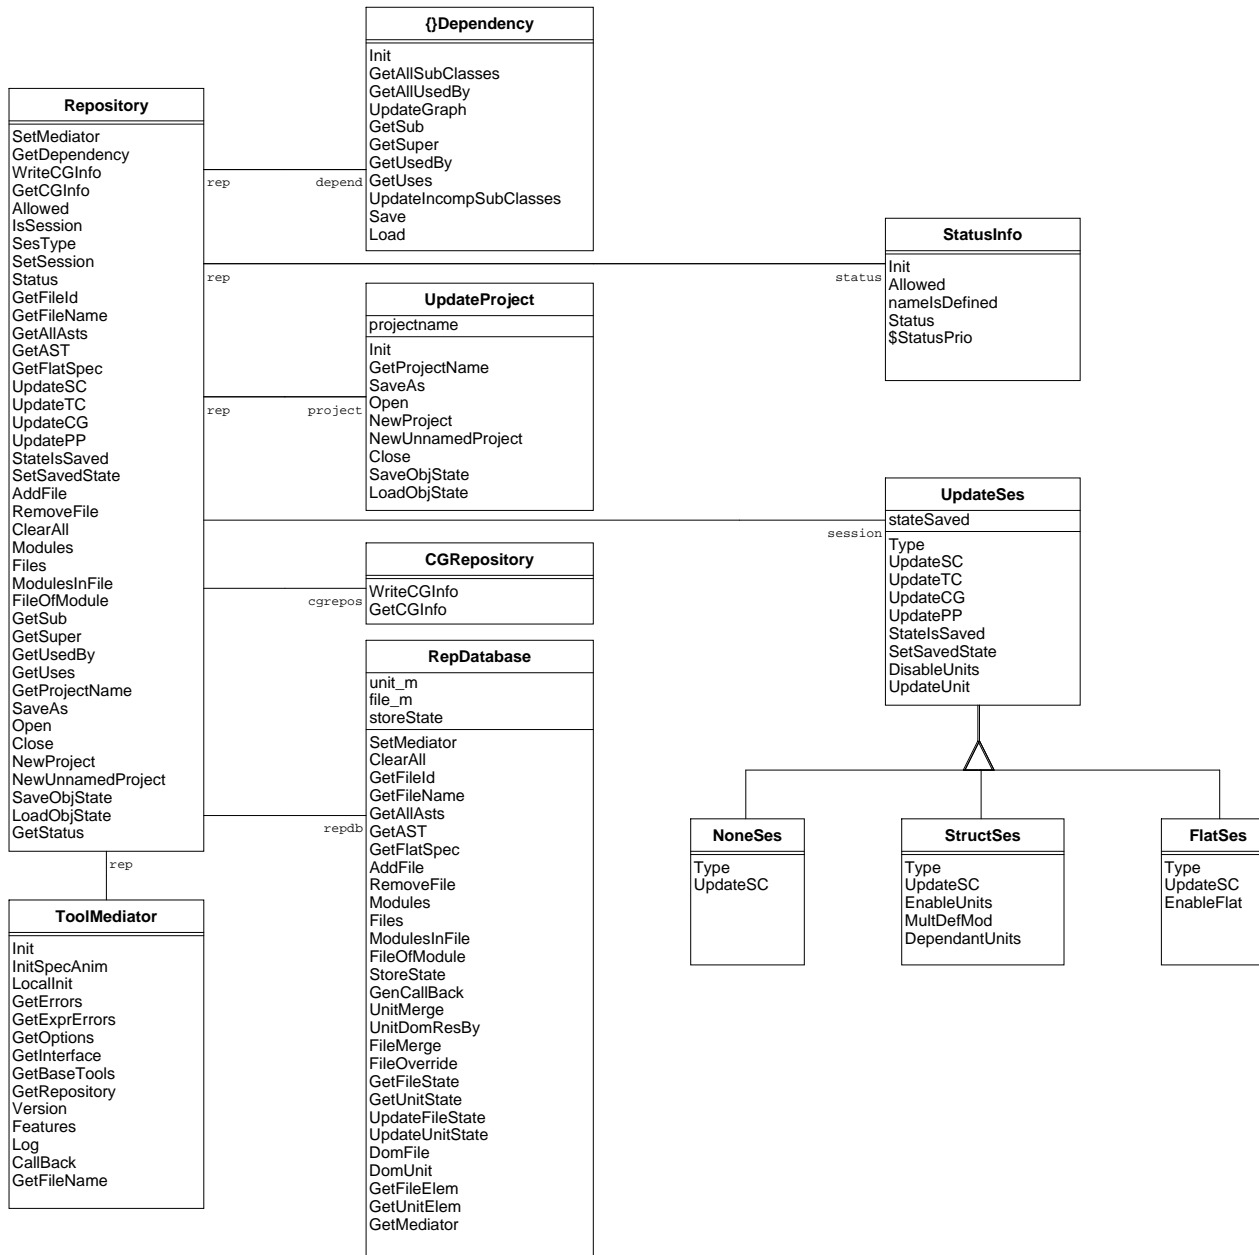 {}Dependency
Init
GetAllSubClasses
GetAllUsedBy
UpdateGraph
GetSub
GetSuper
GetUsedBy
GetUses
UpdateIncompSubClasses
Save
Load
Repository
SetMediator
GetDependency
WriteCGInfo
GetCGInfo
Allowed
IsSession
SesType
SetSession
Status
GetFileId
GetFileName
GetAllAsts
GetAST
GetFlatSpec
UpdateSC
UpdateTC
UpdateCG
UpdatePP
StateIsSaved
SetSavedState
AddFile
RemoveFile
ClearAll
Modules
Files
ModulesInFile
FileOfModule
GetSub
GetSuper
GetUsedBy
GetUses
GetProjectName
SaveAs
Open
Close
NewProject
NewUnnamedProject
SaveObjState
LoadObjState
GetStatus
rep depend
rep status
rep project
session
cgrepos
repdb
rep
StatusInfo
Init
Allowed
nameIsDefined
Status
$StatusPrio
UpdateProject
projectname
Init
GetProjectName
SaveAs
Open
NewProject
NewUnnamedProject
Close
SaveObjState
LoadObjState
UpdateSes
stateSaved
Type
UpdateSC
UpdateTC
UpdateCG
UpdatePP
StateIsSaved
SetSavedState
DisableUnits
UpdateUnit
CGRepository
WriteCGInfo
GetCGInfo
RepDatabase
unit_m
file_m
storeState
SetMediator
ClearAll
GetFileId
GetFileName
GetAllAsts
GetAST
GetFlatSpec
AddFile
RemoveFile
Modules
Files
ModulesInFile
FileOfModule
StoreState
GenCallBack
UnitMerge
UnitDomResBy
FileMerge
FileOverride
GetFileState
GetUnitState
UpdateFileState
UpdateUnitState
DomFile
DomUnit
GetFileElem
GetUnitElem
GetMediator
NoneSes
Type
UpdateSC
StructSes
Type
UpdateSC
EnableUnits
MultDefMod
DependantUnits
FlatSes
Type
UpdateSC
EnableFlat
ToolMediator
Init
InitSpecAnim
LocalInit
GetErrors
GetExprErrors
GetOptions
GetInterface
GetBaseTools
GetRepository
Version
Features
Log
CallBack
GetFileName